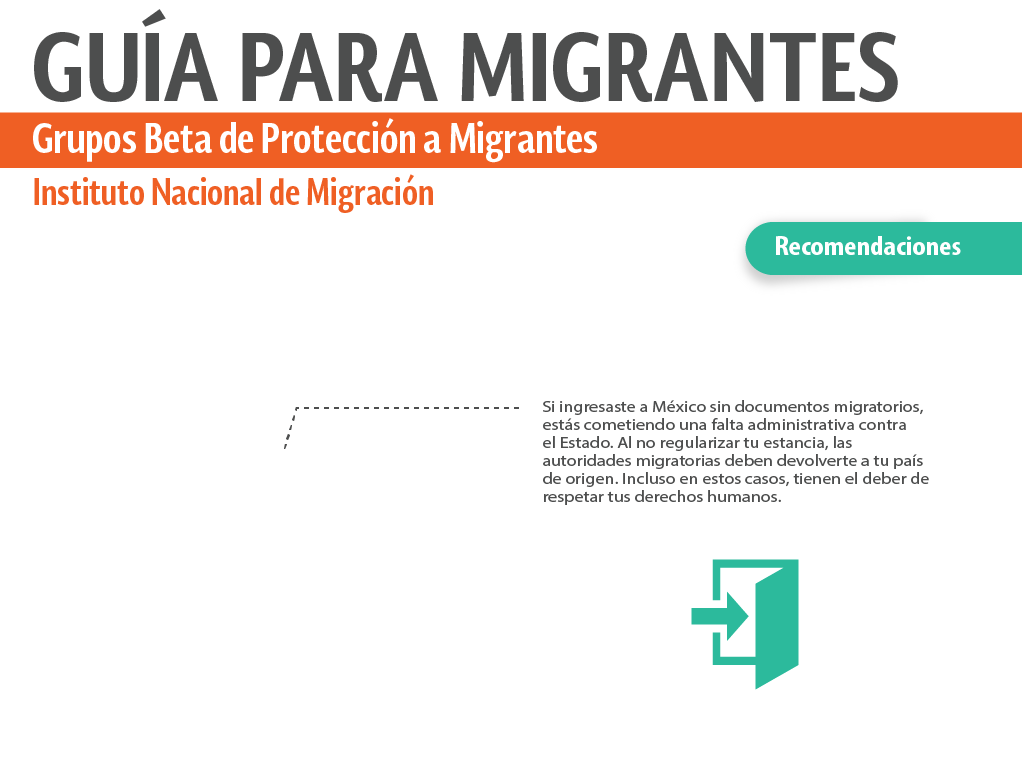 GUÍA PARA MIGRANTES
Grupos Beta de Protección a Migrantes
Instituto Nacional de Migración
Recomendaciones
Si ingresaste a México sin documentos migratorios,
estás cometiendo una falta administrativa contra
el Estado. Al no regularizar tu estancia, las
autoridades migratorias deben devolverte a tu país
de origen. Incluso en estos casos, tienen el deber de
respetar tus derechos humanos.